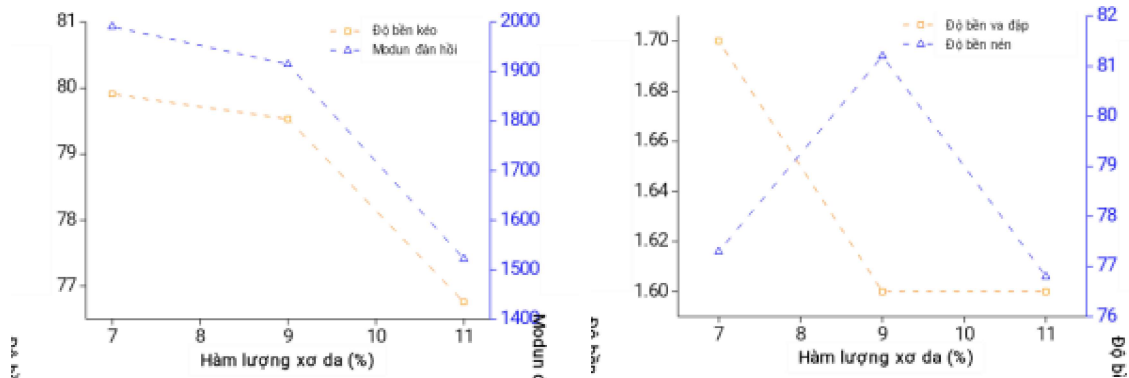 81
80
79
78
77
Độ bền kéo
Modun đàn hồi
2000
1900
1800
1700
1600
1500
1400
7 8 9 10 11
Hàm lượng xơ da (%)
Modun
1.70
1.68
1.66
1.64
1.62
1.60
Độ bền va đập
Độ bền nén
82
81
80
79
78
77
76
7 8 9 10 11
Hàm lượng xơ da (%)
Độ